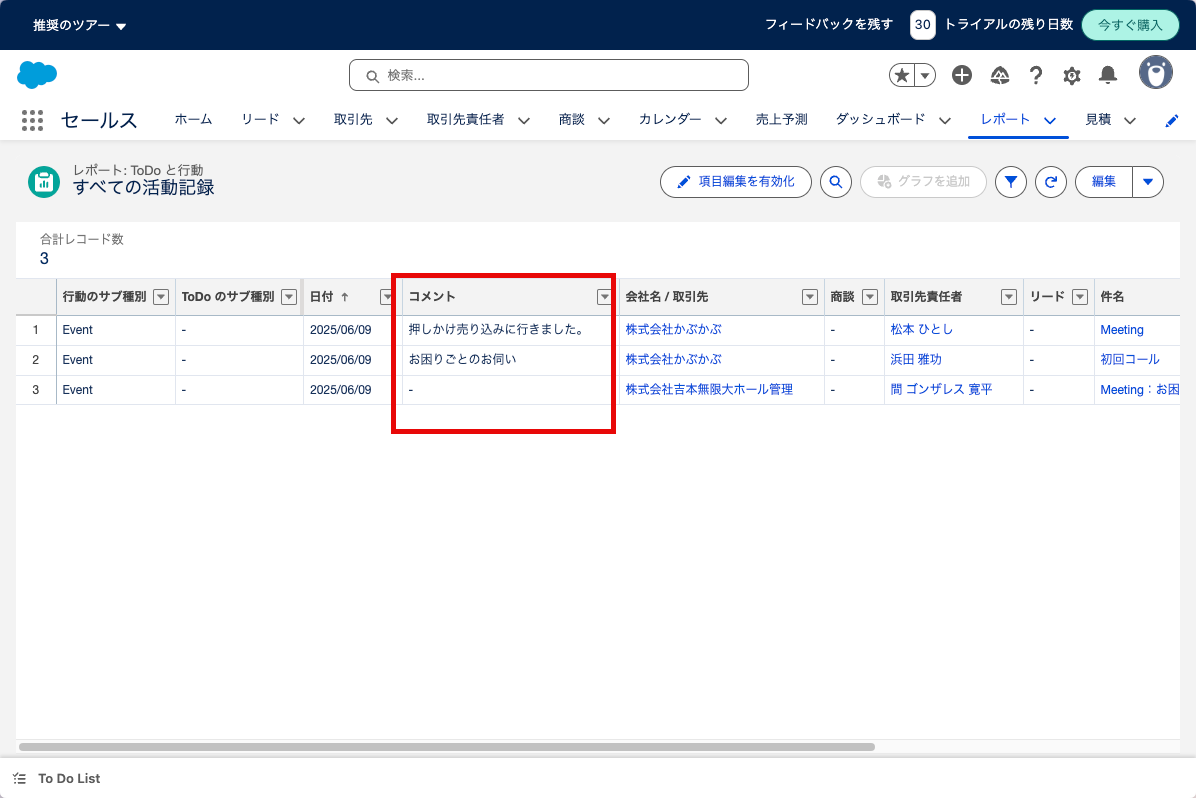 推奨のツアー フィードバックを残す 30 トライアルの残り日数 今すぐ購入
検索...
セールス ホーム リード 取引先 取引先責任者 商談 カレンダー 売上予測 ダッシュボード レポート 見積
レポート: ToDo と行動
すべての活動記録
項目編集を有効化 グラフを追加 編集
合計レコード数
3
行動のサブ種別 ToDo のサブ種別 日付 ↑ コメント 会社名 / 取引先 商談 取引先責任者 リード 件名
1 Event - 2025/06/09 押しかけ売り込みに行きました。 株式会社かぶかぶ - 松本 ひとし - Meeting
2 Event - 2025/06/09 お困りごとのお伺い 株式会社かぶかぶ - 浜田 雅功 - 初回コール
3 Event - 2025/06/09 - 株式会社吉本無限大ホール管理 - 間 ゴンザレス 寛平 - Meeting：お困
To Do List